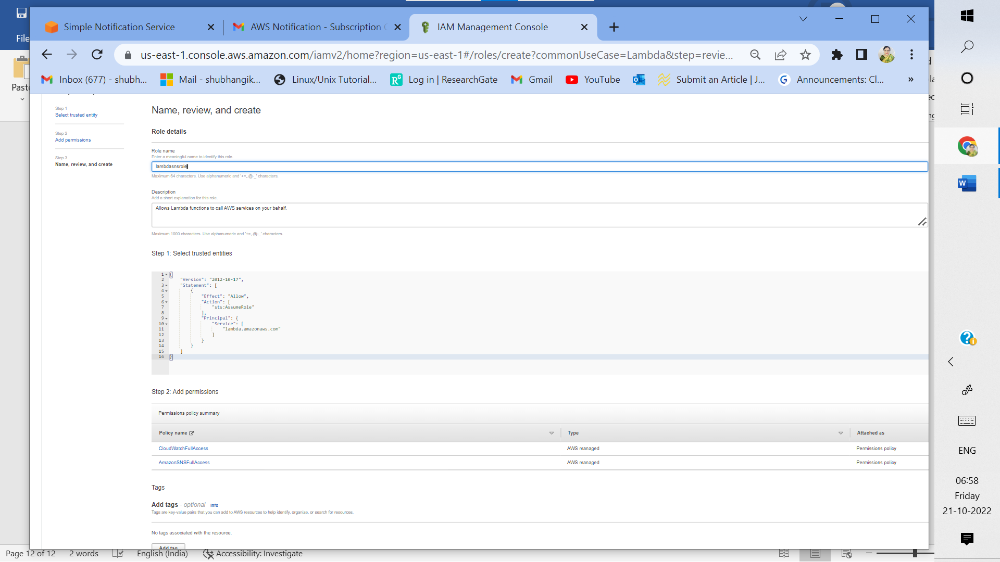 File
Paste
Simple Notification Service
AWS Notification - Subscription C
IAM Management Console
us-east-1.console.aws.amazon.com/iamv2/home?region=us-east-1#/roles/create?commonUseCase=Lambda&step=revie...
Inbox (677) - shubh...
Mail - shubhangik...
Linux/Unix Tutorial...
Log in | ResearchGate
Gmail
YouTube
Submit an Article | J...
Announcements: Cl...
»
Step 1
Select trusted entity
Step 2
Add permissions
Step 3
Name, review, and create
Name, review, and create
Role details
Role name
Enter a meaningful name to identify this role.
lambdasnsrole
Maximum 64 characters. Use alphanumeric and '+=,.@-_' characters.
Description
Add a short explanation for this role.
Allows Lambda functions to call AWS services on your behalf.
Maximum 1000 characters. Use alphanumeric and '+=,.@-_' characters.
Step 1: Select trusted entities
1 {
2 "Version": "2012-10-17",
3 "Statement": [
4 {
5 "Effect": "Allow",
6 "Action": [
7 "sts:AssumeRole"
8 ],
9 "Principal": {
10 "Service": [
11 "lambda.amazonaws.com"
12 ]
13 }
14 }
15 ]
16 }
Step 2: Add permissions
Permissions policy summary
Policy name Type Attached as
CloudWatchFullAccess AWS managed Permissions policy
AmazonSNSFullAccess AWS managed Permissions policy
Tags
Add tags - optional Info
Tags are key-value pairs that you can add to AWS resources to help identify, organize, or search for resources.
No tags associated with the resource.
Add tag
Page 12 of 12 2 words English (India) Accessibility: Investigate
ENG
06:58
Friday
21-10-2022